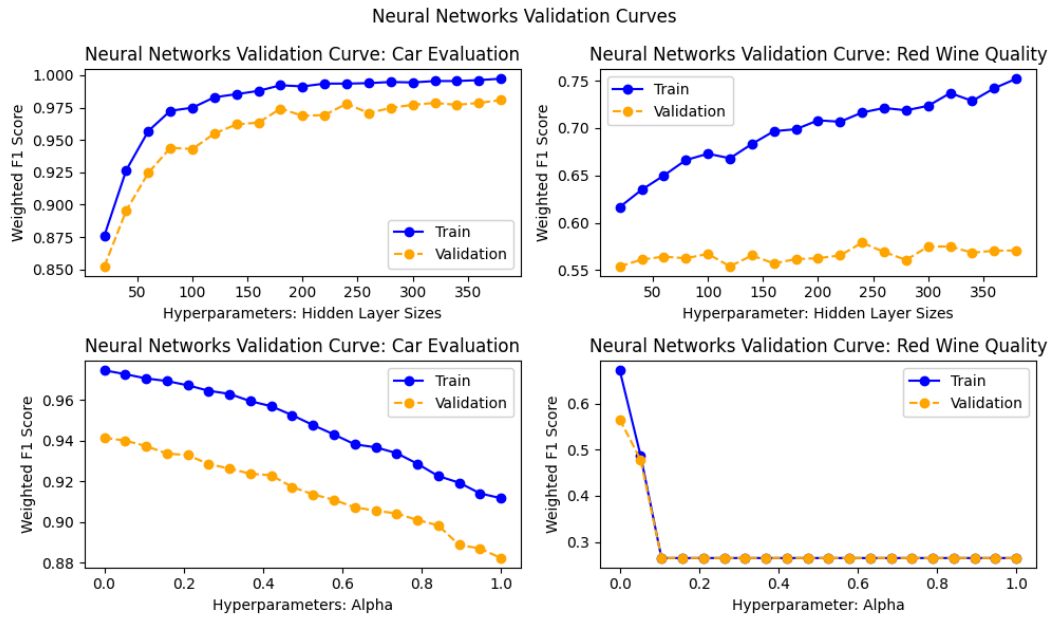 Neural Networks Validation Curves
Neural Networks Validation Curve: Car Evaluation
Weighted F1 Score
1.000
0.975
0.950
0.925
0.900
0.875
0.850
Train
Validation
50 100 150 200 250 300 350
Hyperparameters: Hidden Layer Sizes
Neural Networks Validation Curve: Red Wine Quality
Weighted F1 Score
0.75
0.70
0.65
0.60
0.55
Train
Validation
50 100 150 200 250 300 350
Hyperparameter: Hidden Layer Sizes
Neural Networks Validation Curve: Car Evaluation
Weighted F1 Score
0.96
0.94
0.92
0.90
0.88
Train
Validation
0.0 0.2 0.4 0.6 0.8 1.0
Hyperparameters: Alpha
Neural Networks Validation Curve: Red Wine Quality
Weighted F1 Score
0.6
0.5
0.4
0.3
Train
Validation
0.0 0.2 0.4 0.6 0.8 1.0
Hyperparameter: Alpha